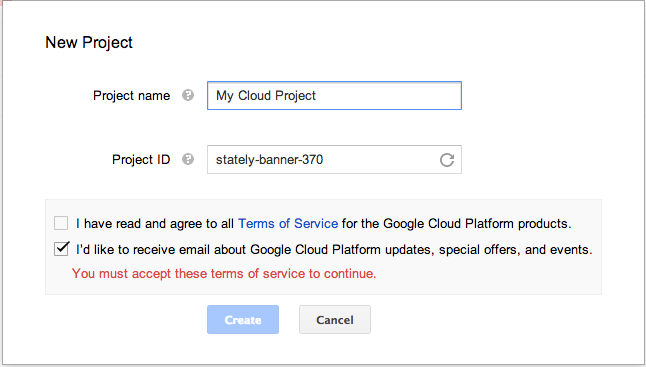 New Project
Project name ? My Cloud Project
Project ID ? stately-banner-370
I have read and agree to all Terms of Service for the Google Cloud Platform products.
I'd like to receive email about Google Cloud Platform updates, special offers, and events.
You must accept these terms of service to continue.
Create Cancel